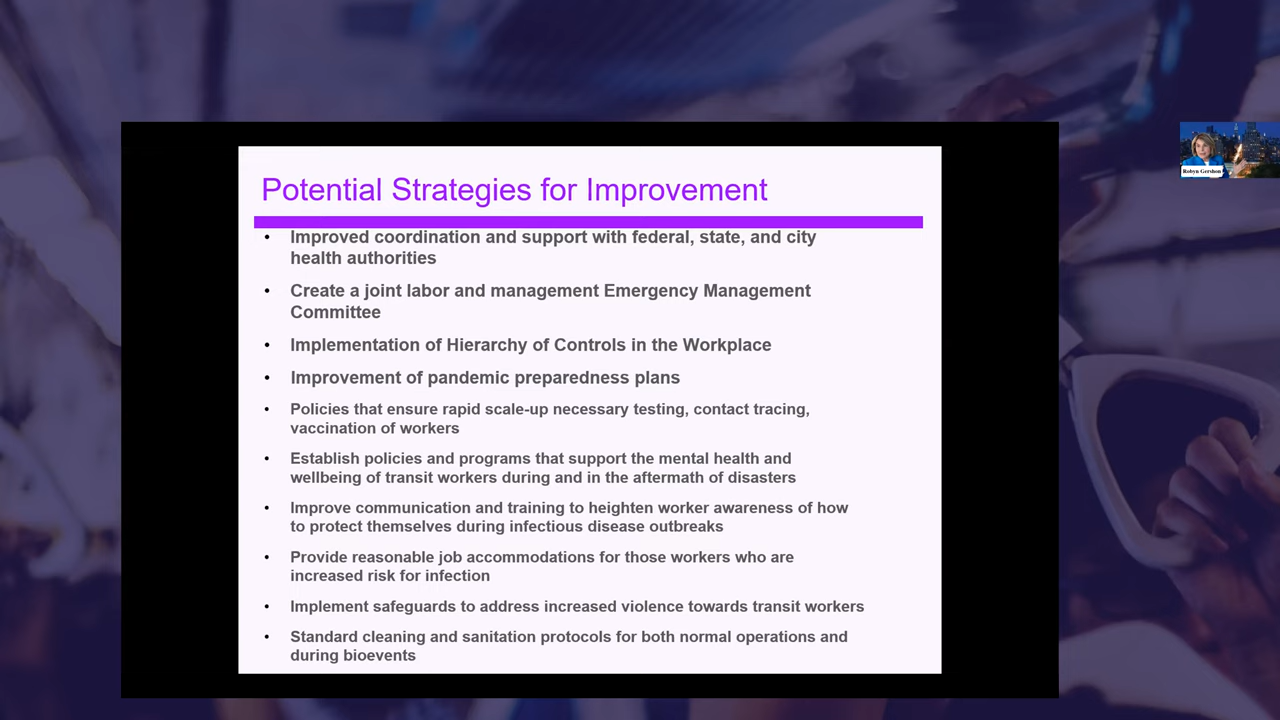 Potential Strategies for Improvement
• Improved coordination and support with federal, state, and city
health authorities
• Create a joint labor and management Emergency Management
Committee
• Implementation of Hierarchy of Controls in the Workplace
• Improvement of pandemic preparedness plans
• Policies that ensure rapid scale-up necessary testing, contact tracing,
vaccination of workers
• Establish policies and programs that support the mental health and
wellbeing of transit workers during and in the aftermath of disasters
• Improve communication and training to heighten worker awareness of how
to protect themselves during infectious disease outbreaks
• Provide reasonable job accommodations for those workers who are
increased risk for infection
• Implement safeguards to address increased violence towards transit workers
• Standard cleaning and sanitation protocols for both normal operations and
during bioevents
Robyn Gershon